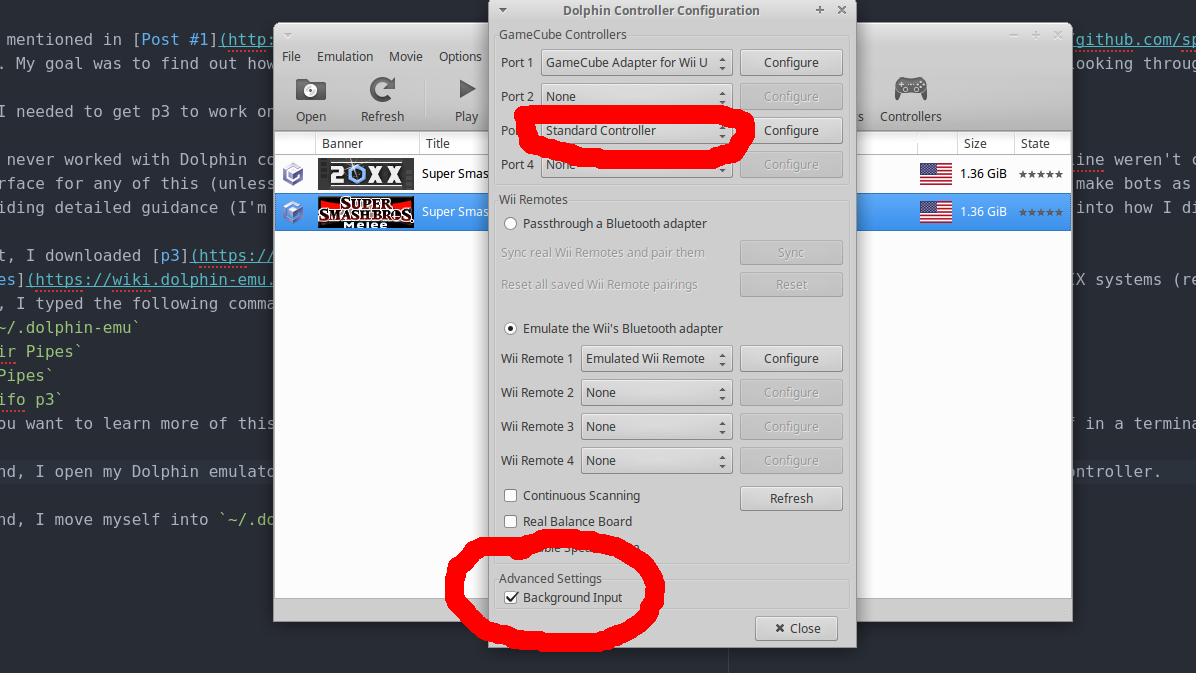 Dolphin Controller Configuration
mentioned in [Post #1](http:
github.com/sp
GameCube Controllers
File Emulation Movie Options
. My goal was to find out how
ooking throug
Port 1 GameCube Adapter for Wii U Configure
Port 2 None Configure
Open Refresh Play
Controllers
I needed to get p3 to work on
Standard Controller Configure
Banner Title
Size State
never worked with Dolphin co
line weren't c
Port 4 None Configure
20XX Super Smas
1.36 GiB ★★★★★
rface for any of this (unless
make bots as
Wii Remotes
SUPER SMASH BROS. Melee Super Smas
1.36 GiB ★★★★★
iding detailed guidance (I'm
into how I di
Passthrough a Bluetooth adapter
Sync real Wii Remotes and pair them Sync
t, I downloaded [p3](https://
es](https://wiki.dolphin-emu.
XX systems (re
Reset all saved Wii Remote pairings Reset
, I typed the following comma
~/.dolphin-emu`
Emulate the Wii's Bluetooth adapter
ir Pipes`
Wii Remote 1 Emulated Wii Remote Configure
Pipes`
Wii Remote 2 None Configure
ifo p3`
ou want to learn more of this
f in a termina
Wii Remote 3 None Configure
Wii Remote 4 None Configure
nd, I open my Dolphin emulato
ontroller.
Continuous Scanning
Refresh
Real Balance Board
nd, I move myself into `~/.do
Advanced Settings
Background Input
Close